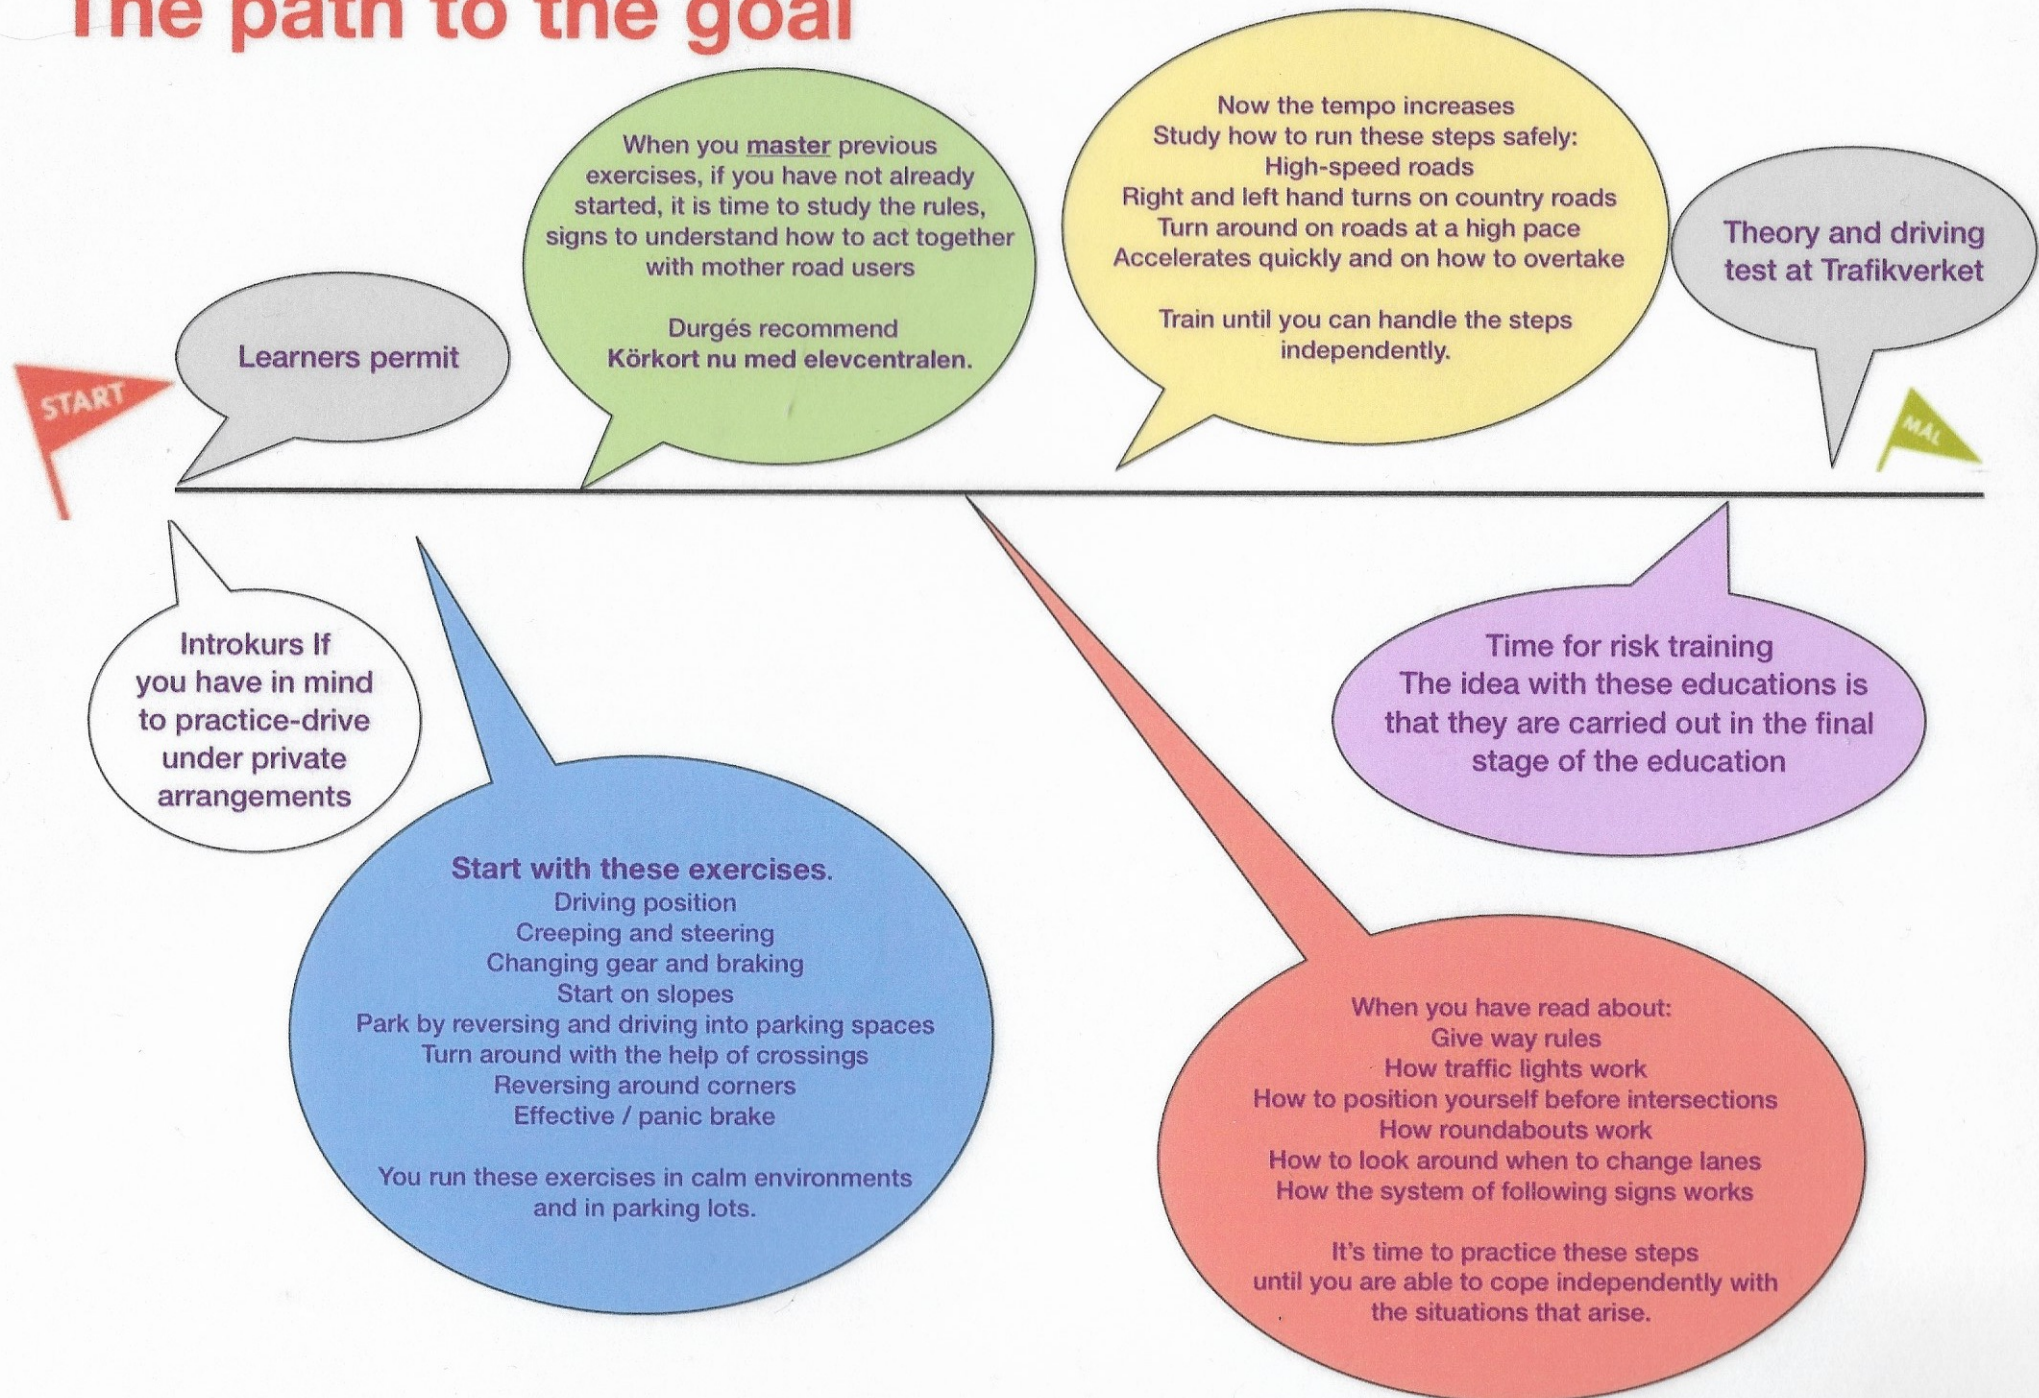 The path to the goal
START
Learners permit
Introkurs If
you have in mind
to practice-drive
under private
arrangements
Start with these exercises.
Driving position
Creeping and steering
Changing gear and braking
Start on slopes
Park by reversing and driving into parking spaces
Turn around with the help of crossings
Reversing around corners
Effective / panic brake
You run these exercises in calm environments
and in parking lots.
When you master previous
exercises, if you have not already
started, it is time to study the rules,
signs to understand how to act together
with mother road users
Durgés recommend
Körkort nu med elevcentralen.
When you have read about:
Give way rules
How traffic lights work
How to position yourself before intersections
How roundabouts work
How to look around when to change lanes
How the system of following signs works
It's time to practice these steps
until you are able to cope independently with
the situations that arise.
Now the tempo increases
Study how to run these steps safely:
High-speed roads
Right and left hand turns on country roads
Turn around on roads at a high pace
Accelerates quickly and on how to overtake
Train until you can handle the steps
independently.
Time for risk training
The idea with these educations is
that they are carried out in the final
stage of the education
Theory and driving
test at Trafikverket
MÅL